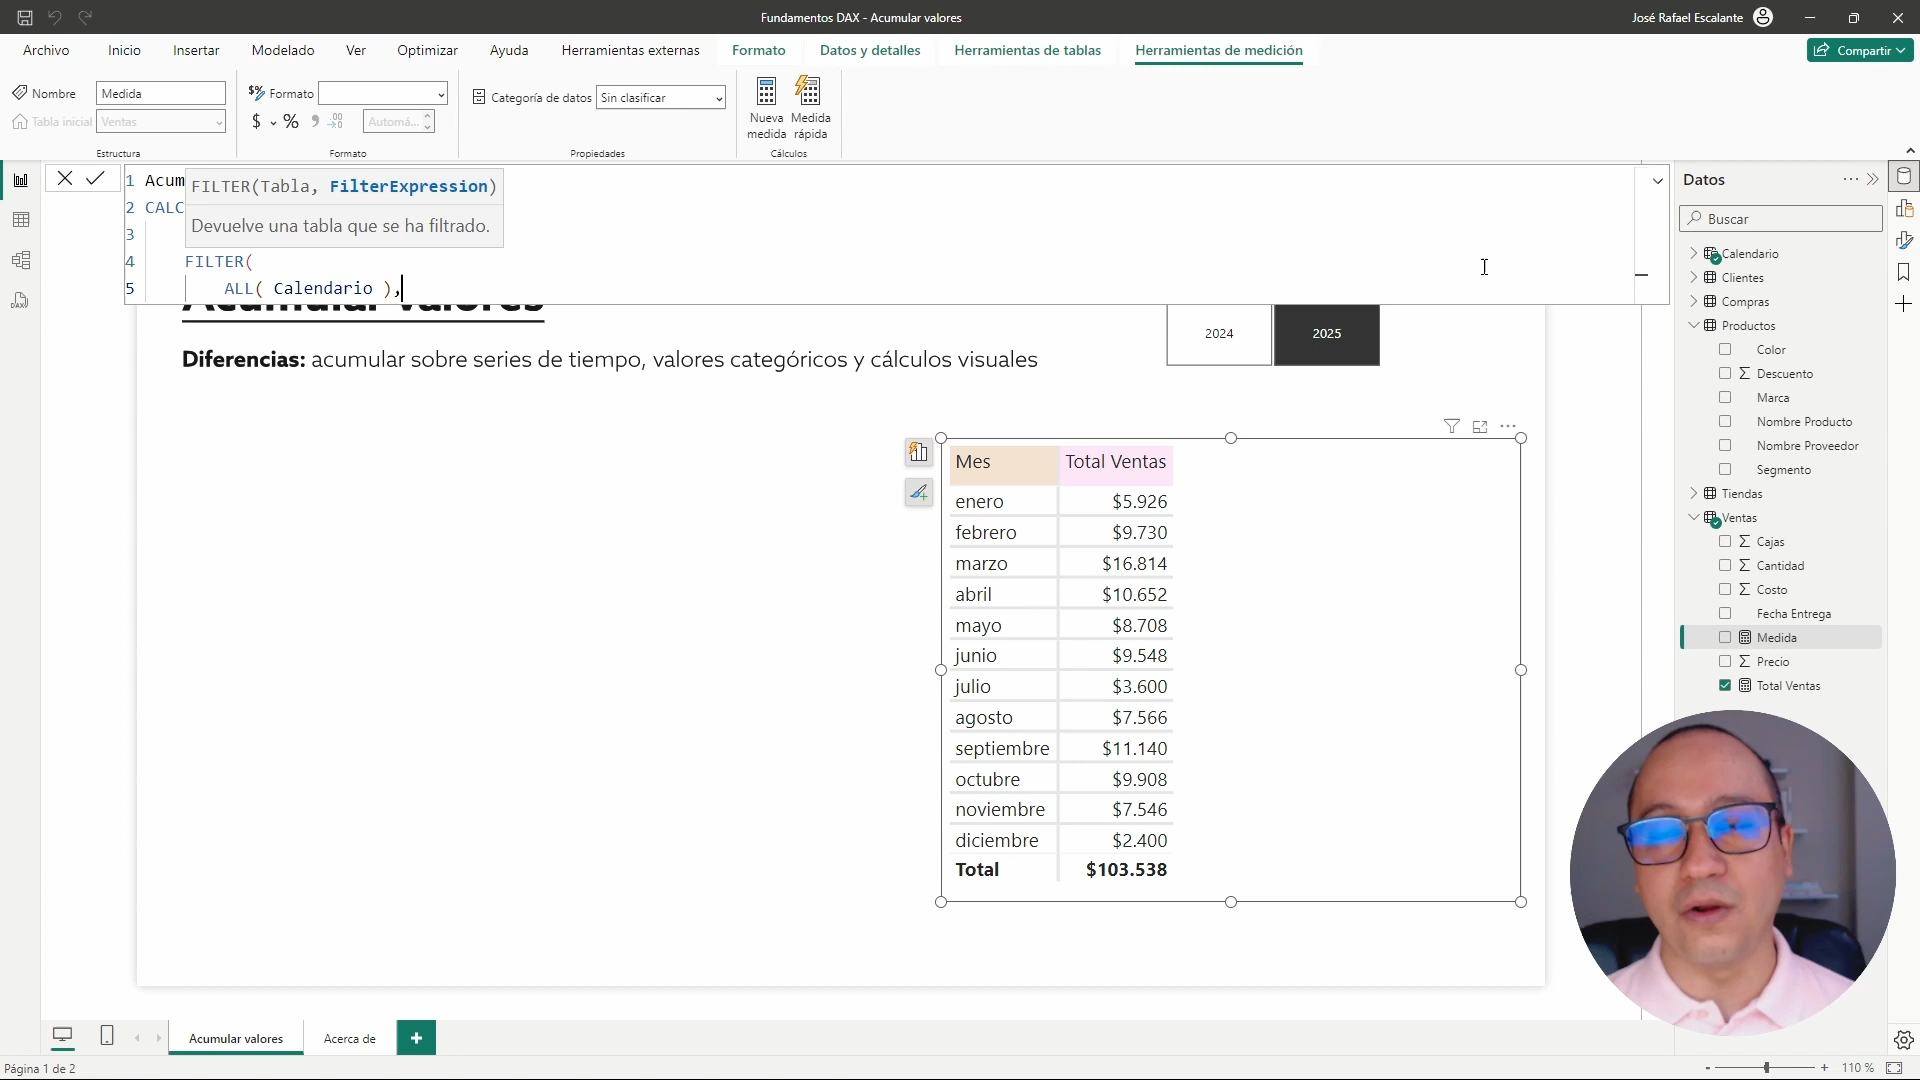 Fundamentos DAX - Acumular valores
José Rafael Escalante
Archivo
Inicio
Insertar
Modelado
Ver
Optimizar
Ayuda
Herramientas externas
Formato
Datos y detalles
Herramientas de tablas
Herramientas de medición
Compartir
Nombre
Medida
Tabla inicial
Ventas
Estructura
Formato
$ % 
Automá...
Formato
Categoría de datos
Sin clasificar
Propiedades
Nueva medida
Medida rápida
Cálculos
1 Acum
2 CALC
3
4 FILTER(
5 ALL( Calendario ),
FILTER(Tabla, FilterExpression)
Devuelve una tabla que se ha filtrado.
Acumular valores
Diferencias: acumular sobre series de tiempo, valores categóricos y cálculos visuales
2024
2025
Mes Total Ventas
enero $5.926
febrero $9.730
marzo $16.814
abril $10.652
mayo $8.708
junio $9.548
julio $3.600
agosto $7.566
septiembre $11.140
octubre $9.908
noviembre $7.546
diciembre $2.400
Total $103.538
Datos
Buscar
Calendario
Clientes
Compras
Productos
Color
Descuento
Marca
Nombre Producto
Nombre Proveedor
Segmento
Tiendas
Ventas
Cajas
Cantidad
Costo
Fecha Entrega
Medida
Precio
Total Ventas
Acumular valores
Acerca de
Página 1 de 2
110 %